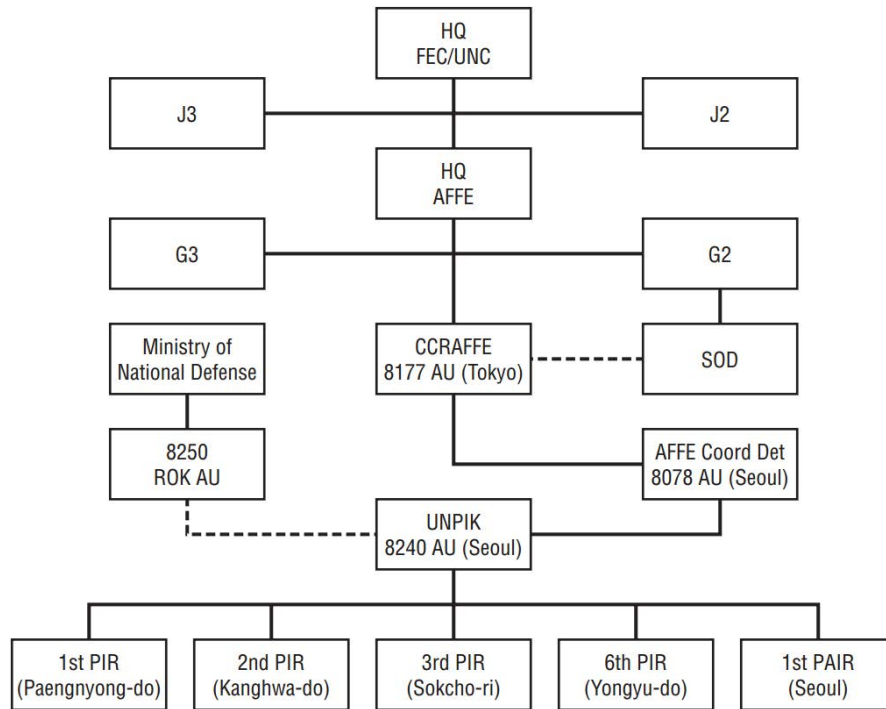 HQ
FEC/UNC
J3
J2
HQ
AFFE
G3
G2
Ministry of
National Defense
CCRAFFE
8177 AU (Tokyo)
SOD
8250
ROK AU
AFFE Coord Det
8078 AU (Seoul)
UNPIK
8240 AU (Seoul)
1st PIR
(Paengnyong-do)
2nd PIR
(Kanghwa-do)
3rd PIR
(Sokcho-ri)
6th PIR
(Yongyu-do)
1st PAIR
(Seoul)